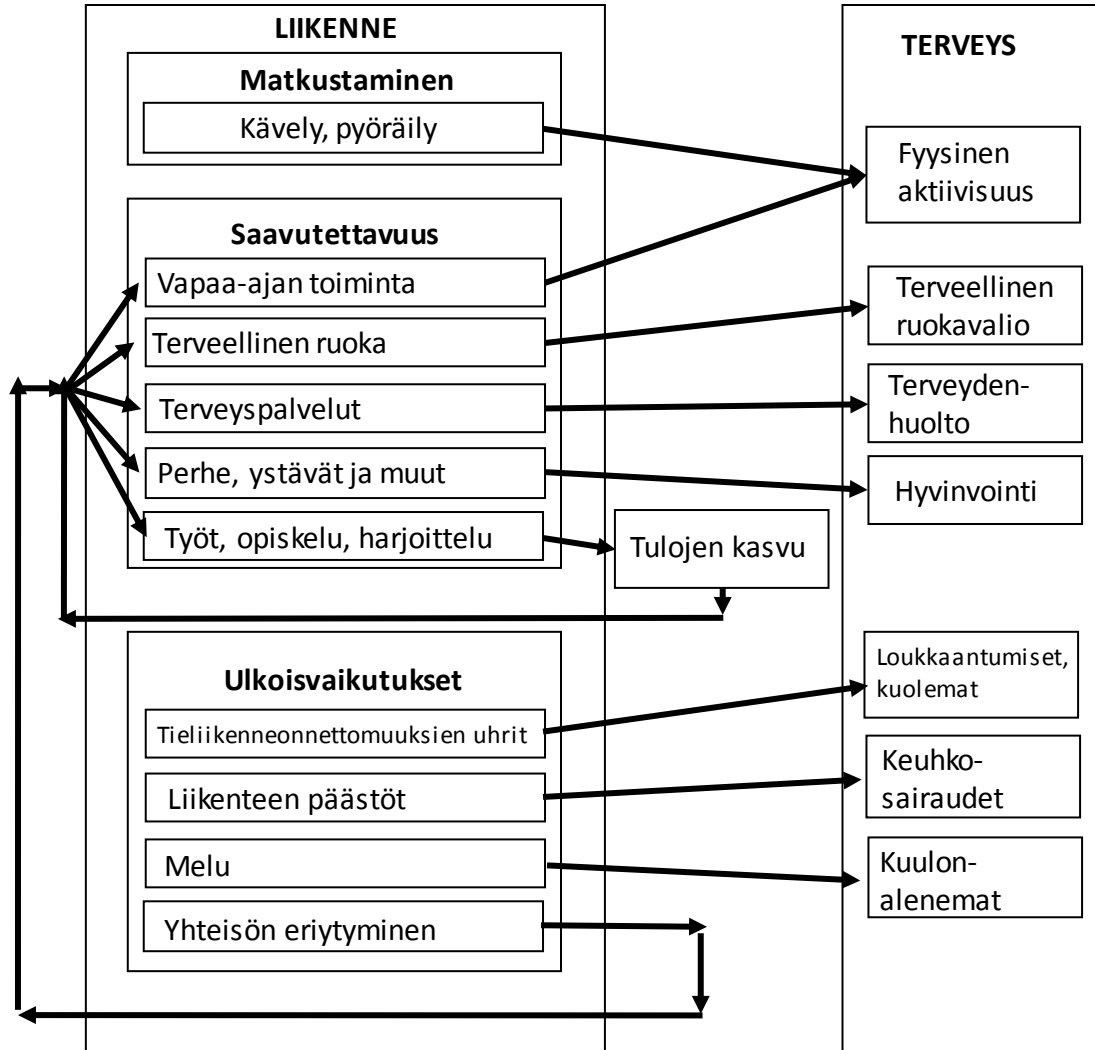 LIIKENNE
Matkustaminen
Kävely, pyöräily
Saavutettavuus
Vapaa-ajan toiminta
Terveellinen ruoka
Terveyspalvelut
Perhe, ystävät ja muut
Työt, opiskelu, harjoittelu
Tulojen kasvu
Ulkoisvaikutukset
Tieliikenneonnettomuuksien uhrit
Liikenteen päästöt
Melu
Yhteisön eriytyminen
TERVEYS
Fyysinen
aktiivisuus
Terveellinen
ruokavalio
Terveyden-
huolto
Hyvinvointi
Loukkaantumiset,
kuolemat
Keuhko-
sairaudet
Kuulon-
alenemat